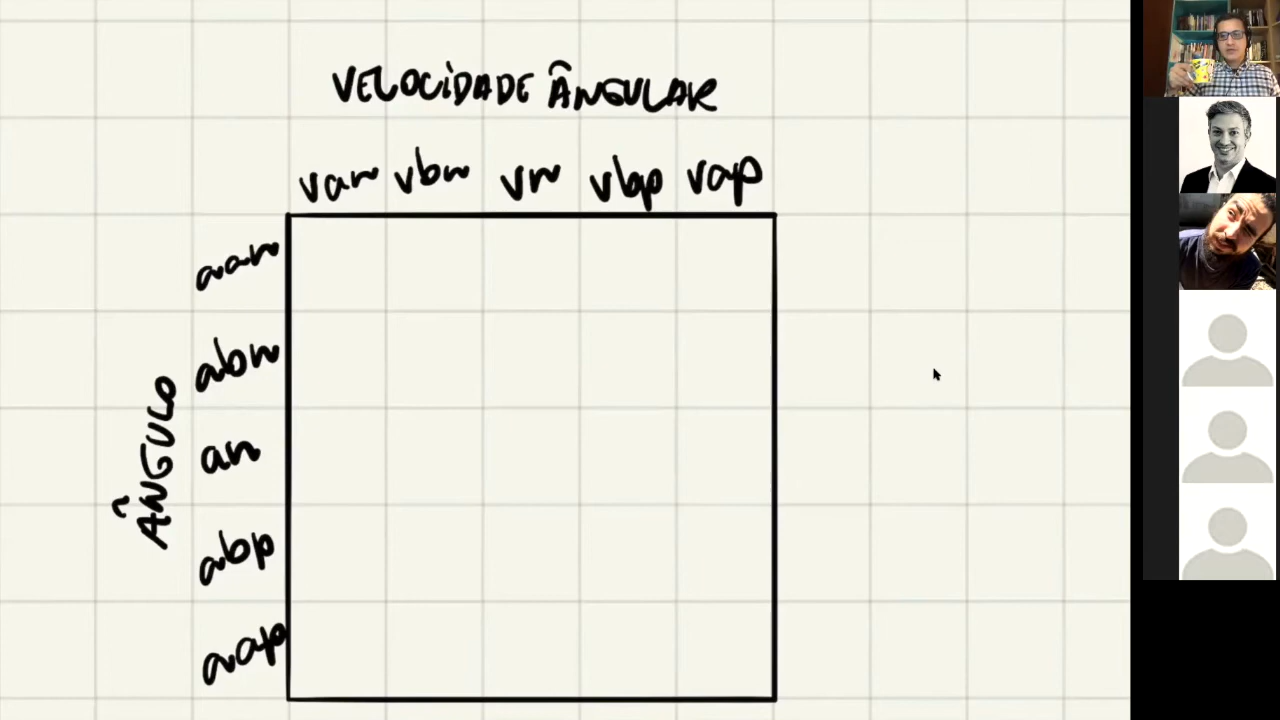 VELOCIDADE ÂNGULAR
van vbn vn vbp vap
aan
abn
ÂNGULO
an
abp
aap